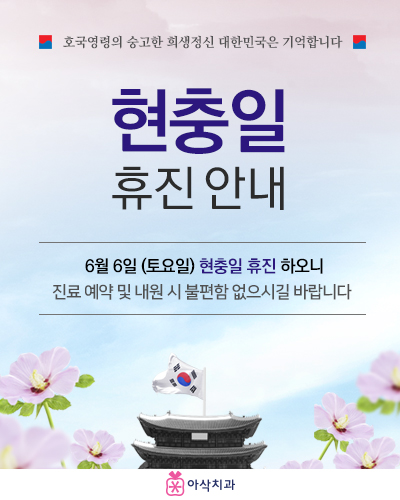 호국영령의 숭고한 희생정신 대한민국은 기억합니다
현충일
휴진 안내
6월 6일 (토요일) 현충일 휴진 하오니
진료 예약 및 내원 시 불편함 없으시길 바랍니다
아삭치과